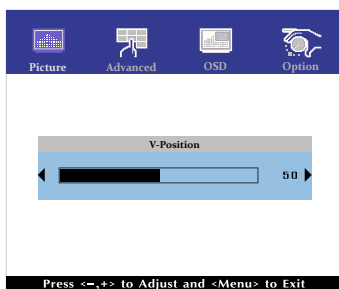 Picture Advanced OSD Option
V-Position
50
Press <–,+> to Adjust and <Menu> to Exit